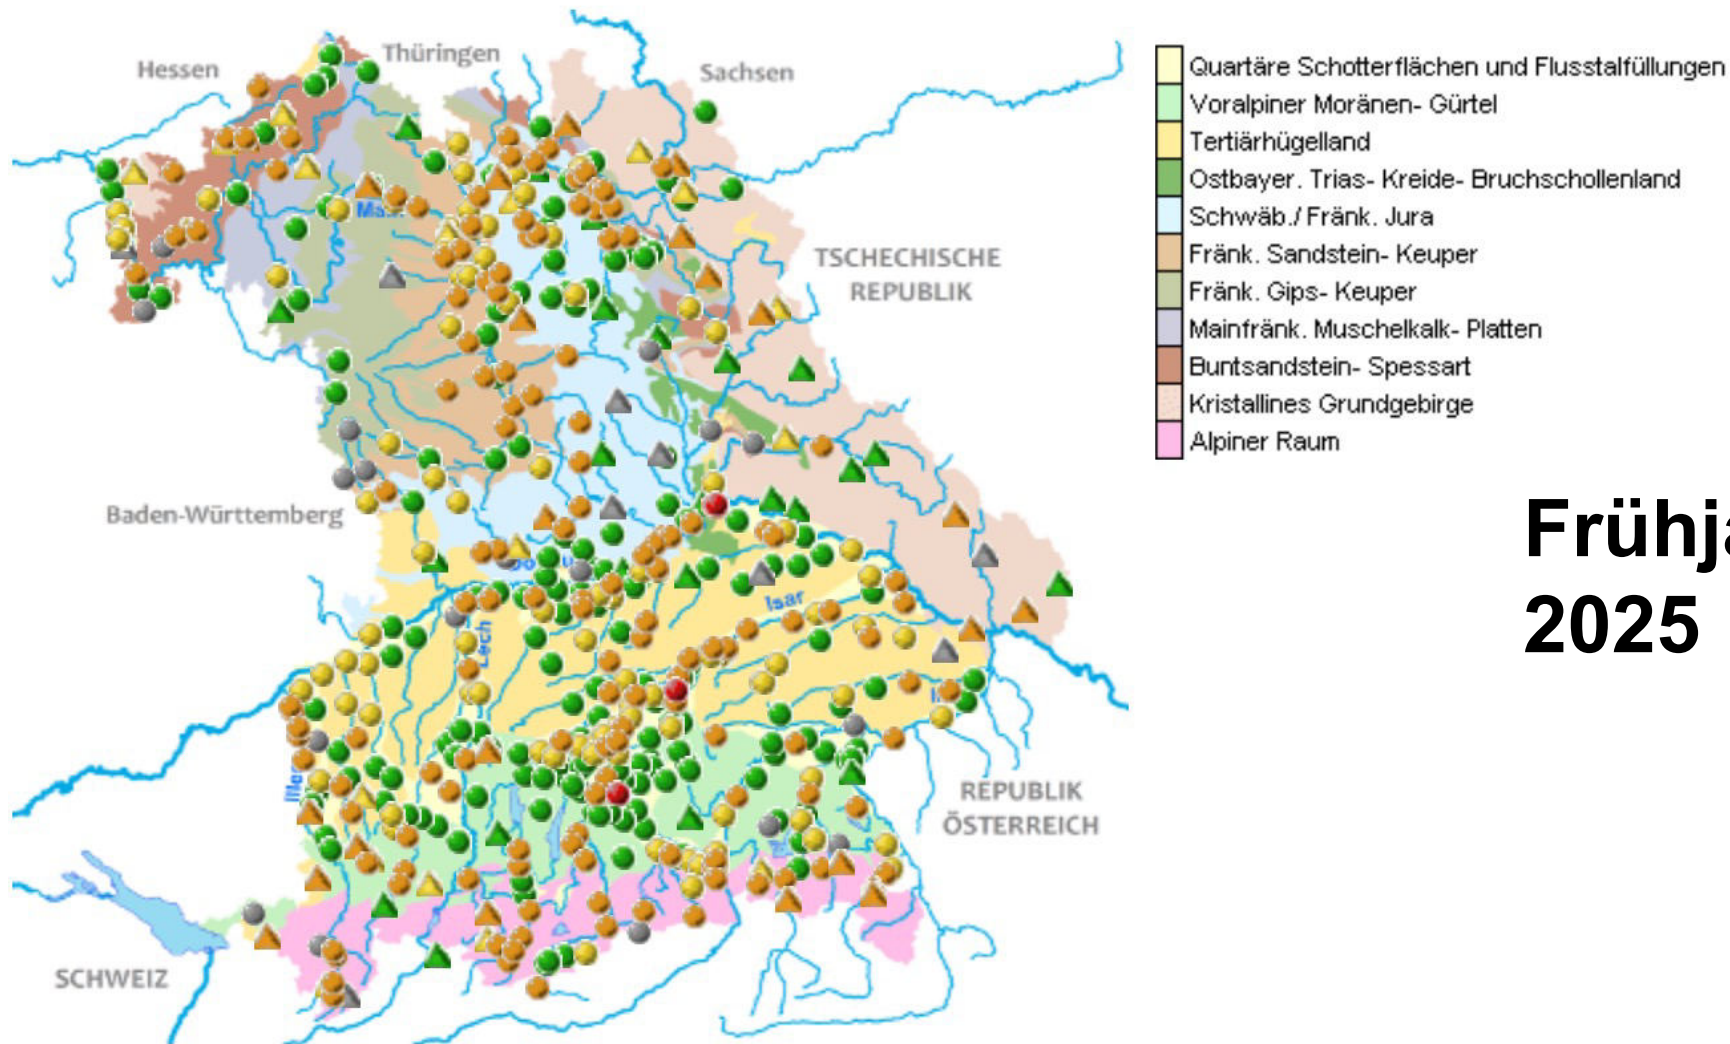 Hessen
Thüringen
Sachsen
TSCHECHISCHE
REPUBLIK
Baden-Württemberg
Isar
Lech
REPUBLIK
ÖSTERREICH
SCHWEIZ
Quartäre Schotterflächen und Flusstalfüllungen
Voralpiner Moränen- Gürtel
Tertiärhügelland
Ostbayer. Trias- Kreide- Bruchschollenland
Schwäb./ Fränk. Jura
Fränk. Sandstein- Keuper
Fränk. Gips- Keuper
Mainfränk. Muschelkalk- Platten
Buntsandstein- Spessart
Kristallines Grundgebirge
Alpiner Raum
Frühja
2025